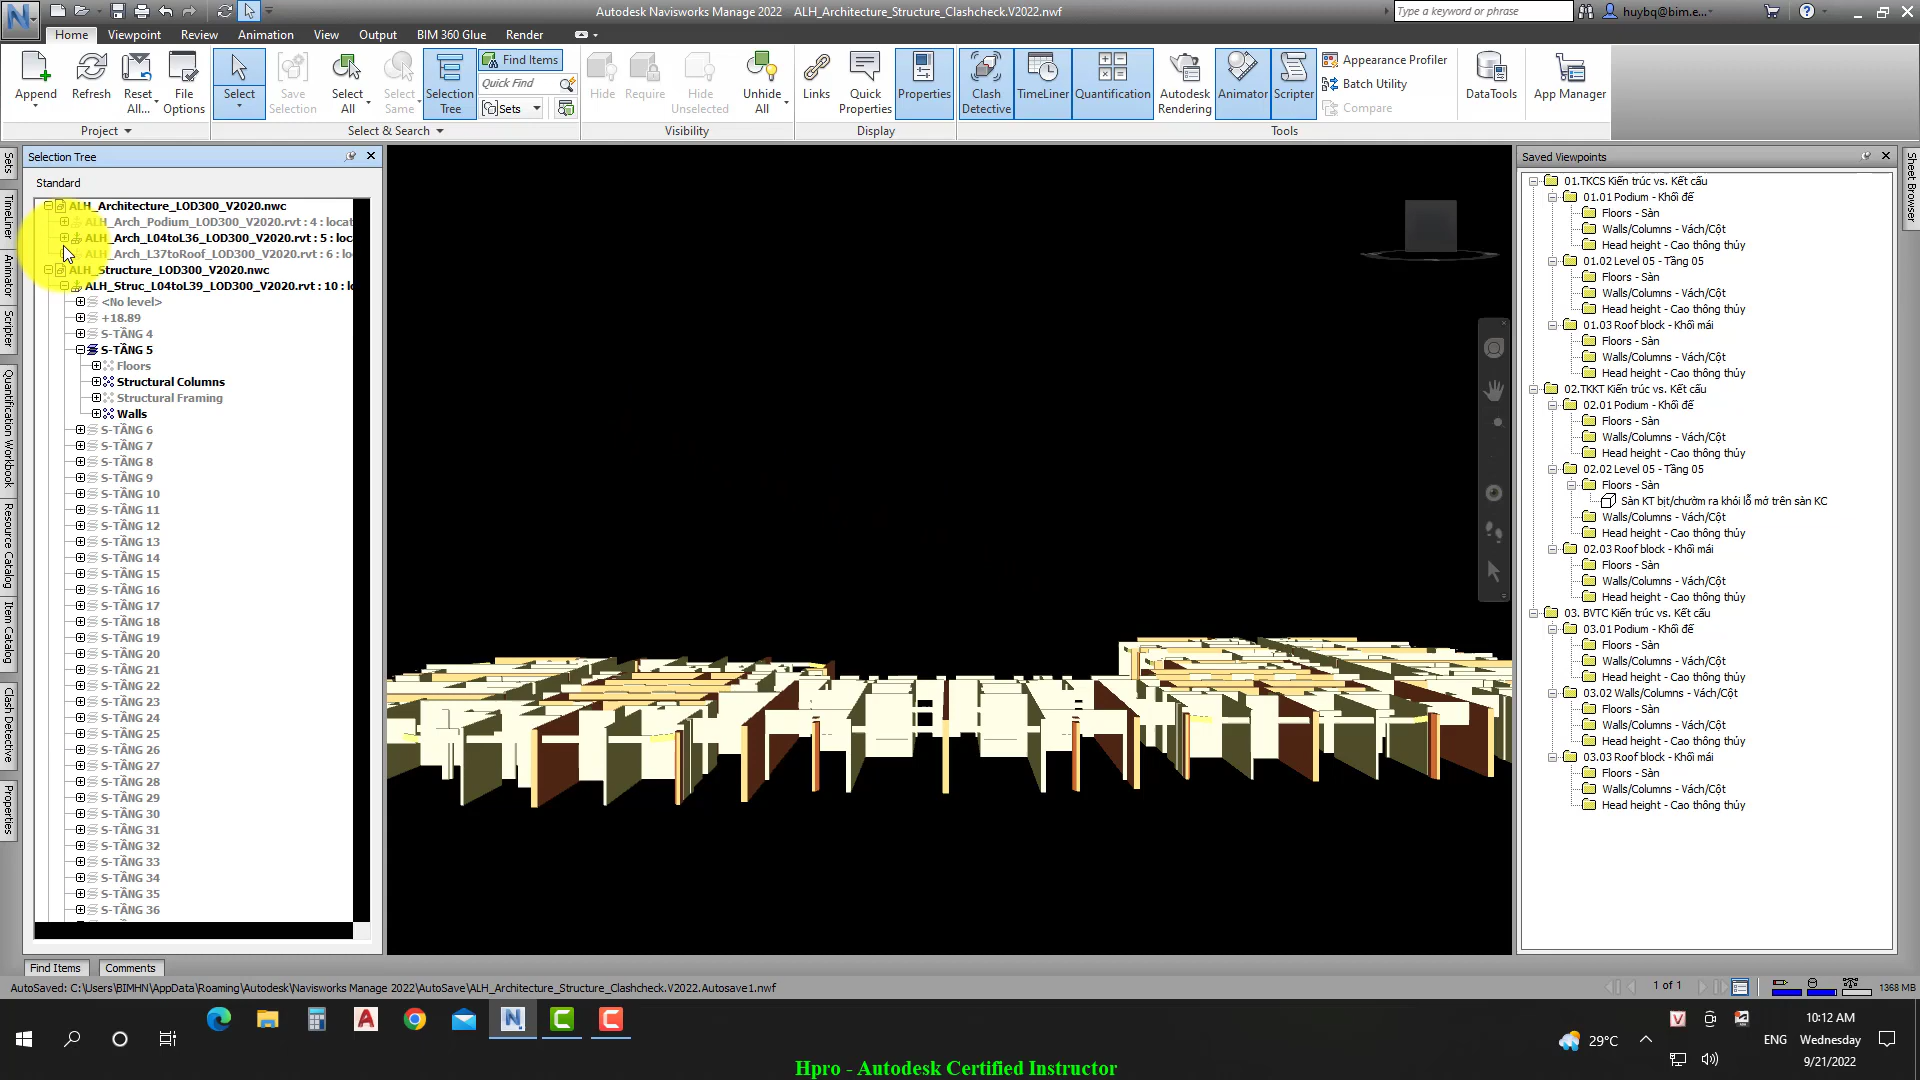 Autodesk Navisworks Manage 2022 ALH_Architecture_Structure_Clashcheck.V2022.nwf
Type a keyword or phrase
huybq@bim.e...
Home Viewpoint Review Animation View Output BIM 360 Glue Render
Append
Refresh
Reset All...
File Options
Project
Select
Save Selection
Select All
Select Same
Selection Tree
Find Items
Quick Find
Sets
Select & Search
Hide
Require
Hide Unselected
Unhide All
Visibility
Links
Quick Properties
Properties
Display
Clash Detective
TimeLiner
Quantification
Autodesk Rendering
Animator
Scripter
Appearance Profiler
Batch Utility
Compare
DataTools
App Manager
Tools
Sets
TimeLiner
Animator
Scripter
Quantification Workbook
Resource Catalog
Item Catalog
Clash Detective
Properties
Selection Tree
Standard
ALH_Architecture_LOD300_V2020.nwc
ALH_Arch_Podium_LOD300_V2020.rvt : 4 : locat
ALH_Arch_L04toL36_LOD300_V2020.rvt : 5 : loc
ALH_Arch_L37toRoof_LOD300_V2020.rvt : 6 : lo
ALH_Structure_LOD300_V2020.nwc
ALH_Struc_L04toL39_LOD300_V2020.rvt : 10 : l
<No level>
+18.89
S-TẦNG 4
S-TẦNG 5
Floors
Structural Columns
Structural Framing
Walls
S-TẦNG 6
S-TẦNG 7
S-TẦNG 8
S-TẦNG 9
S-TẦNG 10
S-TẦNG 11
S-TẦNG 12
S-TẦNG 13
S-TẦNG 14
S-TẦNG 15
S-TẦNG 16
S-TẦNG 17
S-TẦNG 18
S-TẦNG 19
S-TẦNG 20
S-TẦNG 21
S-TẦNG 22
S-TẦNG 23
S-TẦNG 24
S-TẦNG 25
S-TẦNG 26
S-TẦNG 27
S-TẦNG 28
S-TẦNG 29
S-TẦNG 30
S-TẦNG 31
S-TẦNG 32
S-TẦNG 33
S-TẦNG 34
S-TẦNG 35
S-TẦNG 36
Saved Viewpoints
01.TKCS Kiến trúc vs. Kết cấu
01.01 Podium - Khối đế
Floors - Sàn
Walls/Columns - Vách/Cột
Head height - Cao thông thủy
01.02 Level 05 - Tầng 05
Floors - Sàn
Walls/Columns - Vách/Cột
Head height - Cao thông thủy
01.03 Roof block - Khối mái
Floors - Sàn
Walls/Columns - Vách/Cột
Head height - Cao thông thủy
02.TKKT Kiến trúc vs. Kết cấu
02.01 Podium - Khối đế
Floors - Sàn
Walls/Columns - Vách/Cột
Head height - Cao thông thủy
02.02 Level 05 - Tầng 05
Floors - Sàn
Sàn KT bịt/chườm ra khỏi lỗ mở trên sàn KC
Walls/Columns - Vách/Cột
Head height - Cao thông thủy
02.03 Roof block - Khối mái
Floors - Sàn
Walls/Columns - Vách/Cột
Head height - Cao thông thủy
03. BVTC Kiến trúc vs. Kết cấu
03.01 Podium - Khối đế
Floors - Sàn
Walls/Columns - Vách/Cột
Head height - Cao thông thủy
03.02 Walls/Columns - Vách/Cột
Floors - Sàn
Walls/Columns - Vách/Cột
Head height - Cao thông thủy
03.03 Roof block - Khối mái
Floors - Sàn
Walls/Columns - Vách/Cột
Head height - Cao thông thủy
Sheet Browser
Find Items Comments
AutoSaved: C:\Users\BIMHN\AppData\Roaming\Autodesk\Navisworks Manage 2022\AutoSave\ALH_Architecture_Structure_Clashcheck.V2022.Autosave1.nwf
1 of 1
1368 MB
29°C
ENG
10:12 AM
Wednesday
9/21/2022
Hpro - Autodesk Certified Instructor